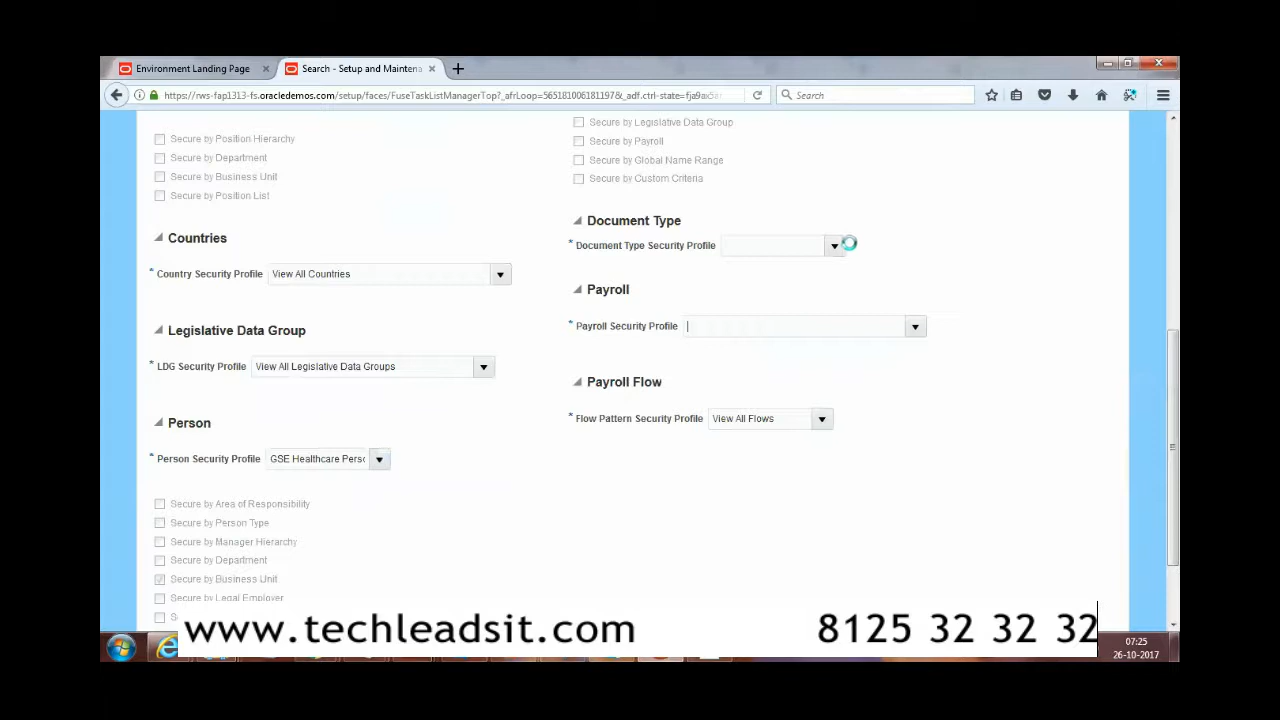 Environment Landing Page
Search - Setup and Maintena
https://rws-fap1313-fs.oracledemos.com/setup/faces/FuseTaskListManagerTop?_afrLoop=565181006181197&_adf.ctrl-state=
Search
Secure by Position Hierarchy
Secure by Department
Secure by Business Unit
Secure by Position List
Countries
* Country Security Profile View All Countries
Legislative Data Group
* LDG Security Profile View All Legislative Data Groups
Person
* Person Security Profile GSE Healthcare Perso
Secure by Area of Responsibility
Secure by Person Type
Secure by Manager Hierarchy
Secure by Department
Secure by Business Unit
Secure by Legal Employer
Secure by Legislative Data Group
Secure by Payroll
Secure by Global Name Range
Secure by Custom Criteria
Document Type
* Document Type Security Profile
Payroll
* Payroll Security Profile
Payroll Flow
* Flow Pattern Security Profile View All Flows
www.techleadsit.com 8125 32 32 32
07:25
26-10-2017